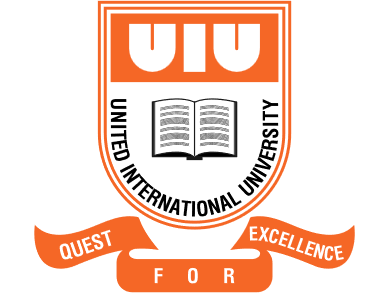 UIU
UNITED INTERNATIONAL UNIVERSITY
QUEST
FOR
EXCELLENCE